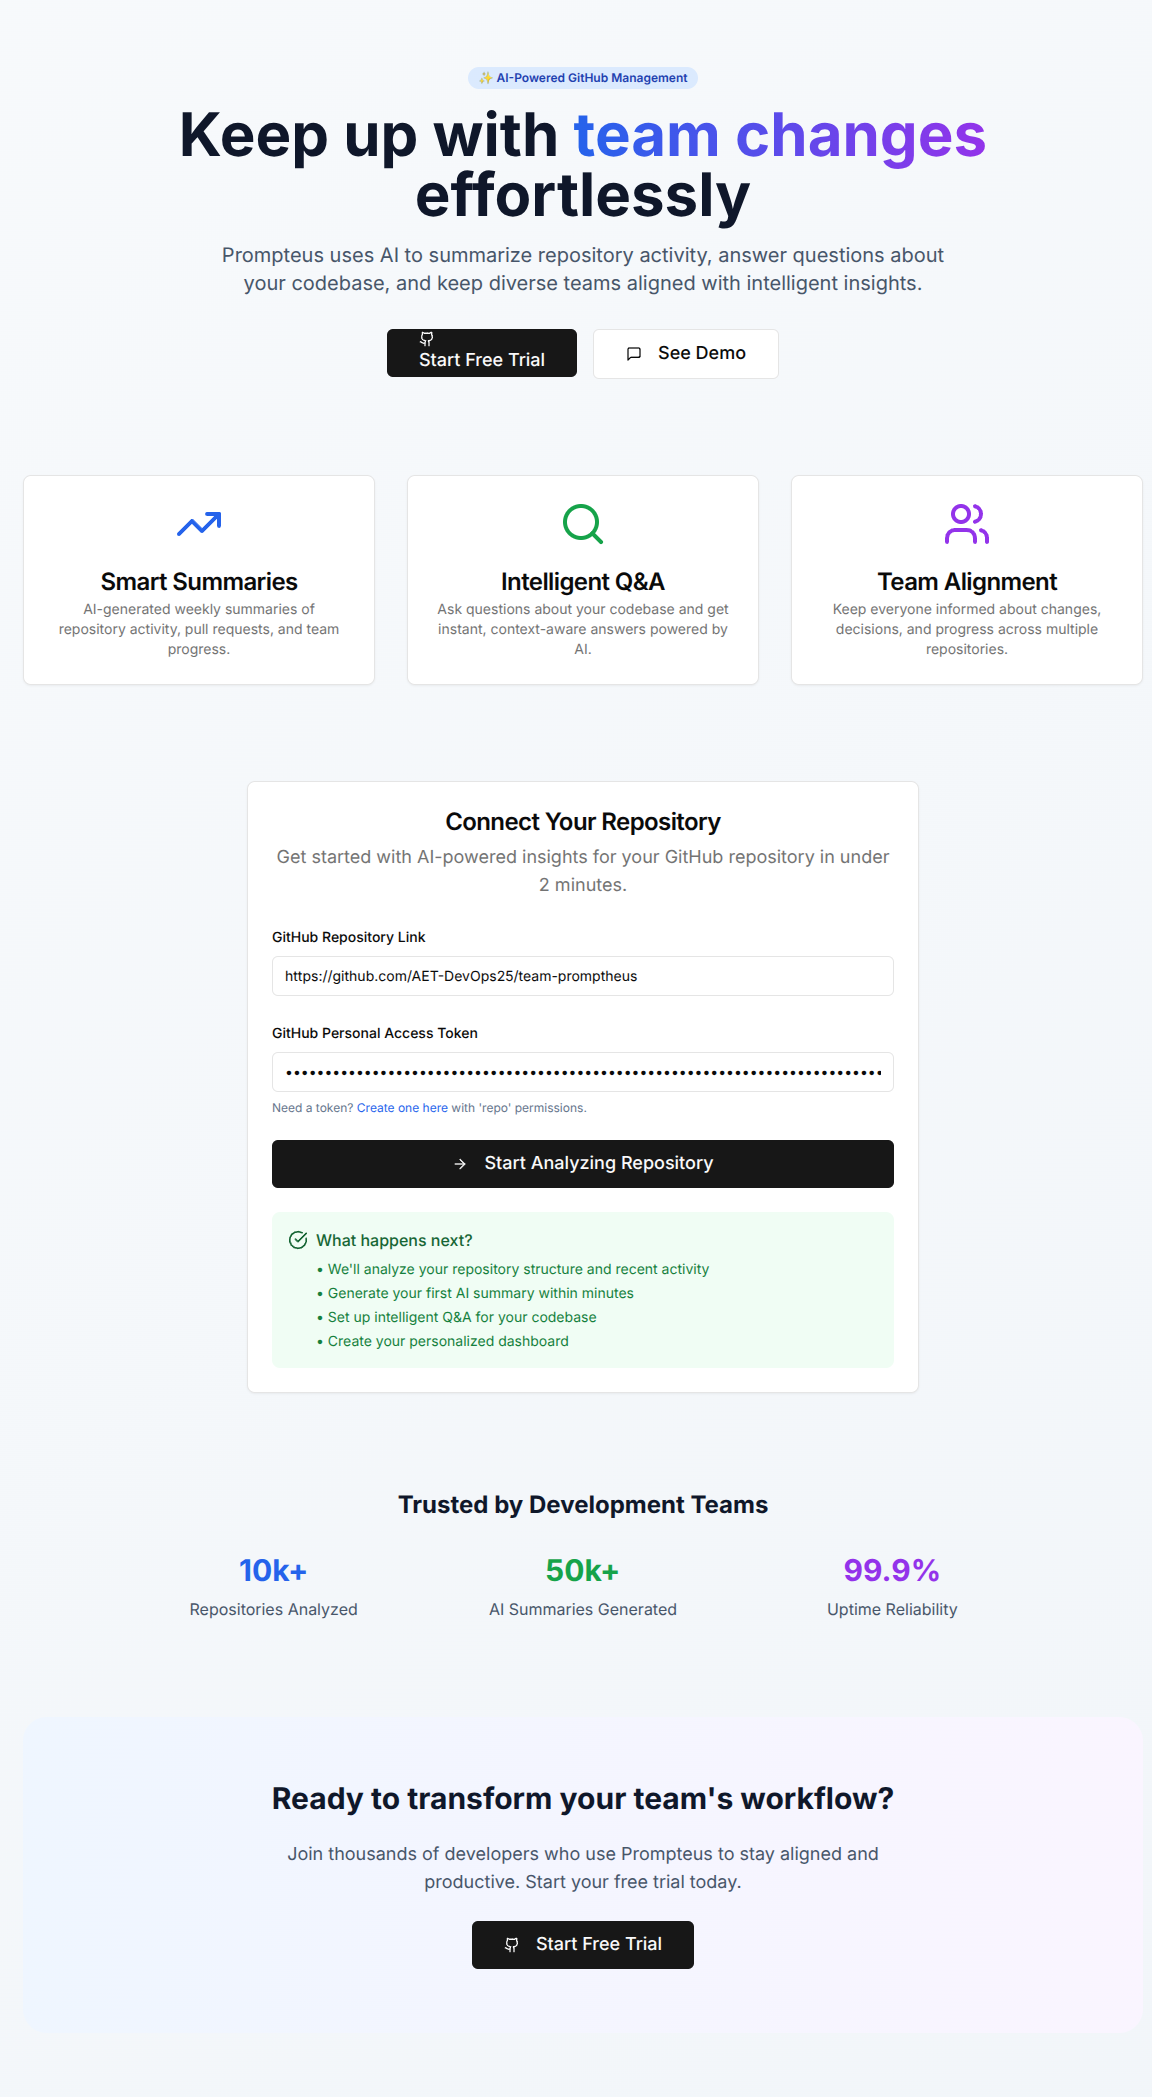 ✨ AI-Powered GitHub Management
Keep up with team changes
effortlessly
Prompteus uses AI to summarize repository activity, answer questions about
your codebase, and keep diverse teams aligned with intelligent insights.
Start Free Trial
See Demo
Smart Summaries
AI-generated weekly summaries of
repository activity, pull requests, and team
progress.
Intelligent Q&A
Ask questions about your codebase and get
instant, context-aware answers powered by
AI.
Team Alignment
Keep everyone informed about changes,
decisions, and progress across multiple
repositories.
Connect Your Repository
Get started with AI-powered insights for your GitHub repository in under
2 minutes.
GitHub Repository Link
https://github.com/AET-DevOps25/team-promptheus
GitHub Personal Access Token
Need a token? Create one here with 'repo' permissions.
Start Analyzing Repository
What happens next?
• We'll analyze your repository structure and recent activity
• Generate your first AI summary within minutes
• Set up intelligent Q&A for your codebase
• Create your personalized dashboard
Trusted by Development Teams
10k+
Repositories Analyzed
50k+
AI Summaries Generated
99.9%
Uptime Reliability
Ready to transform your team's workflow?
Join thousands of developers who use Prompteus to stay aligned and
productive. Start your free trial today.
Start Free Trial